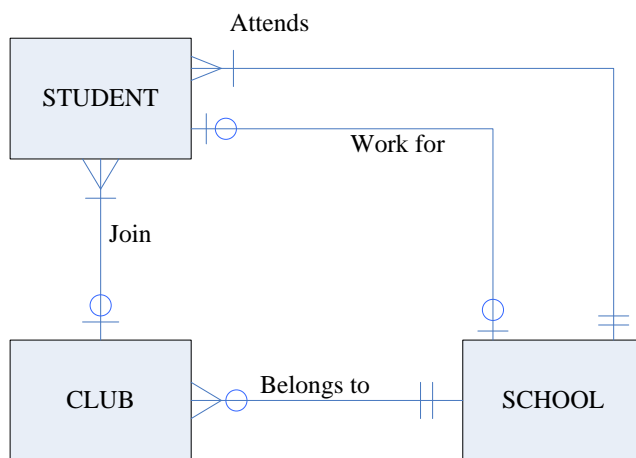 Attends
STUDENT
Work for
Join
Belongs to
CLUB
SCHOOL